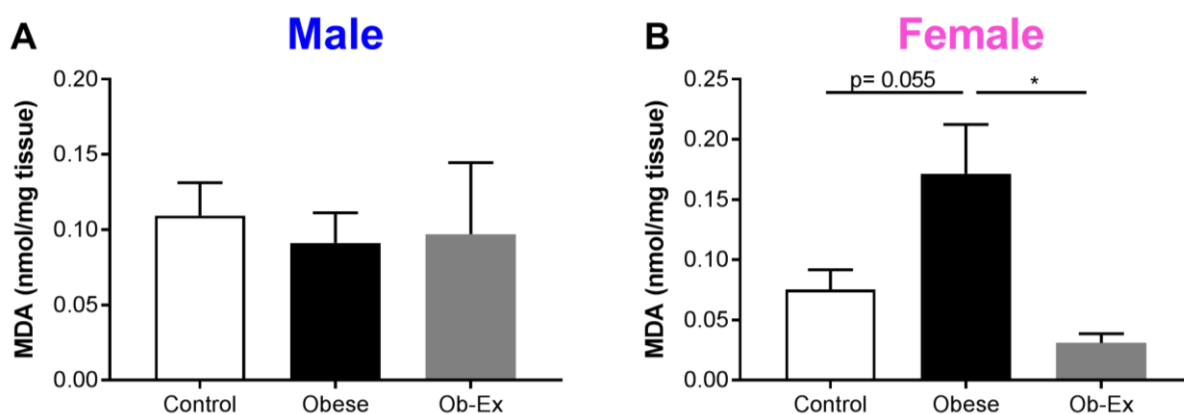 A
Male
MDA (nmol/mg tissue)
0.20
0.15
0.10
0.05
0.00
Control
Obese
Ob-Ex
B
Female
MDA (nmol/mg tissue)
0.25
0.20
0.15
0.10
0.05
0.00
p= 0.055
*
Control
Obese
Ob-Ex